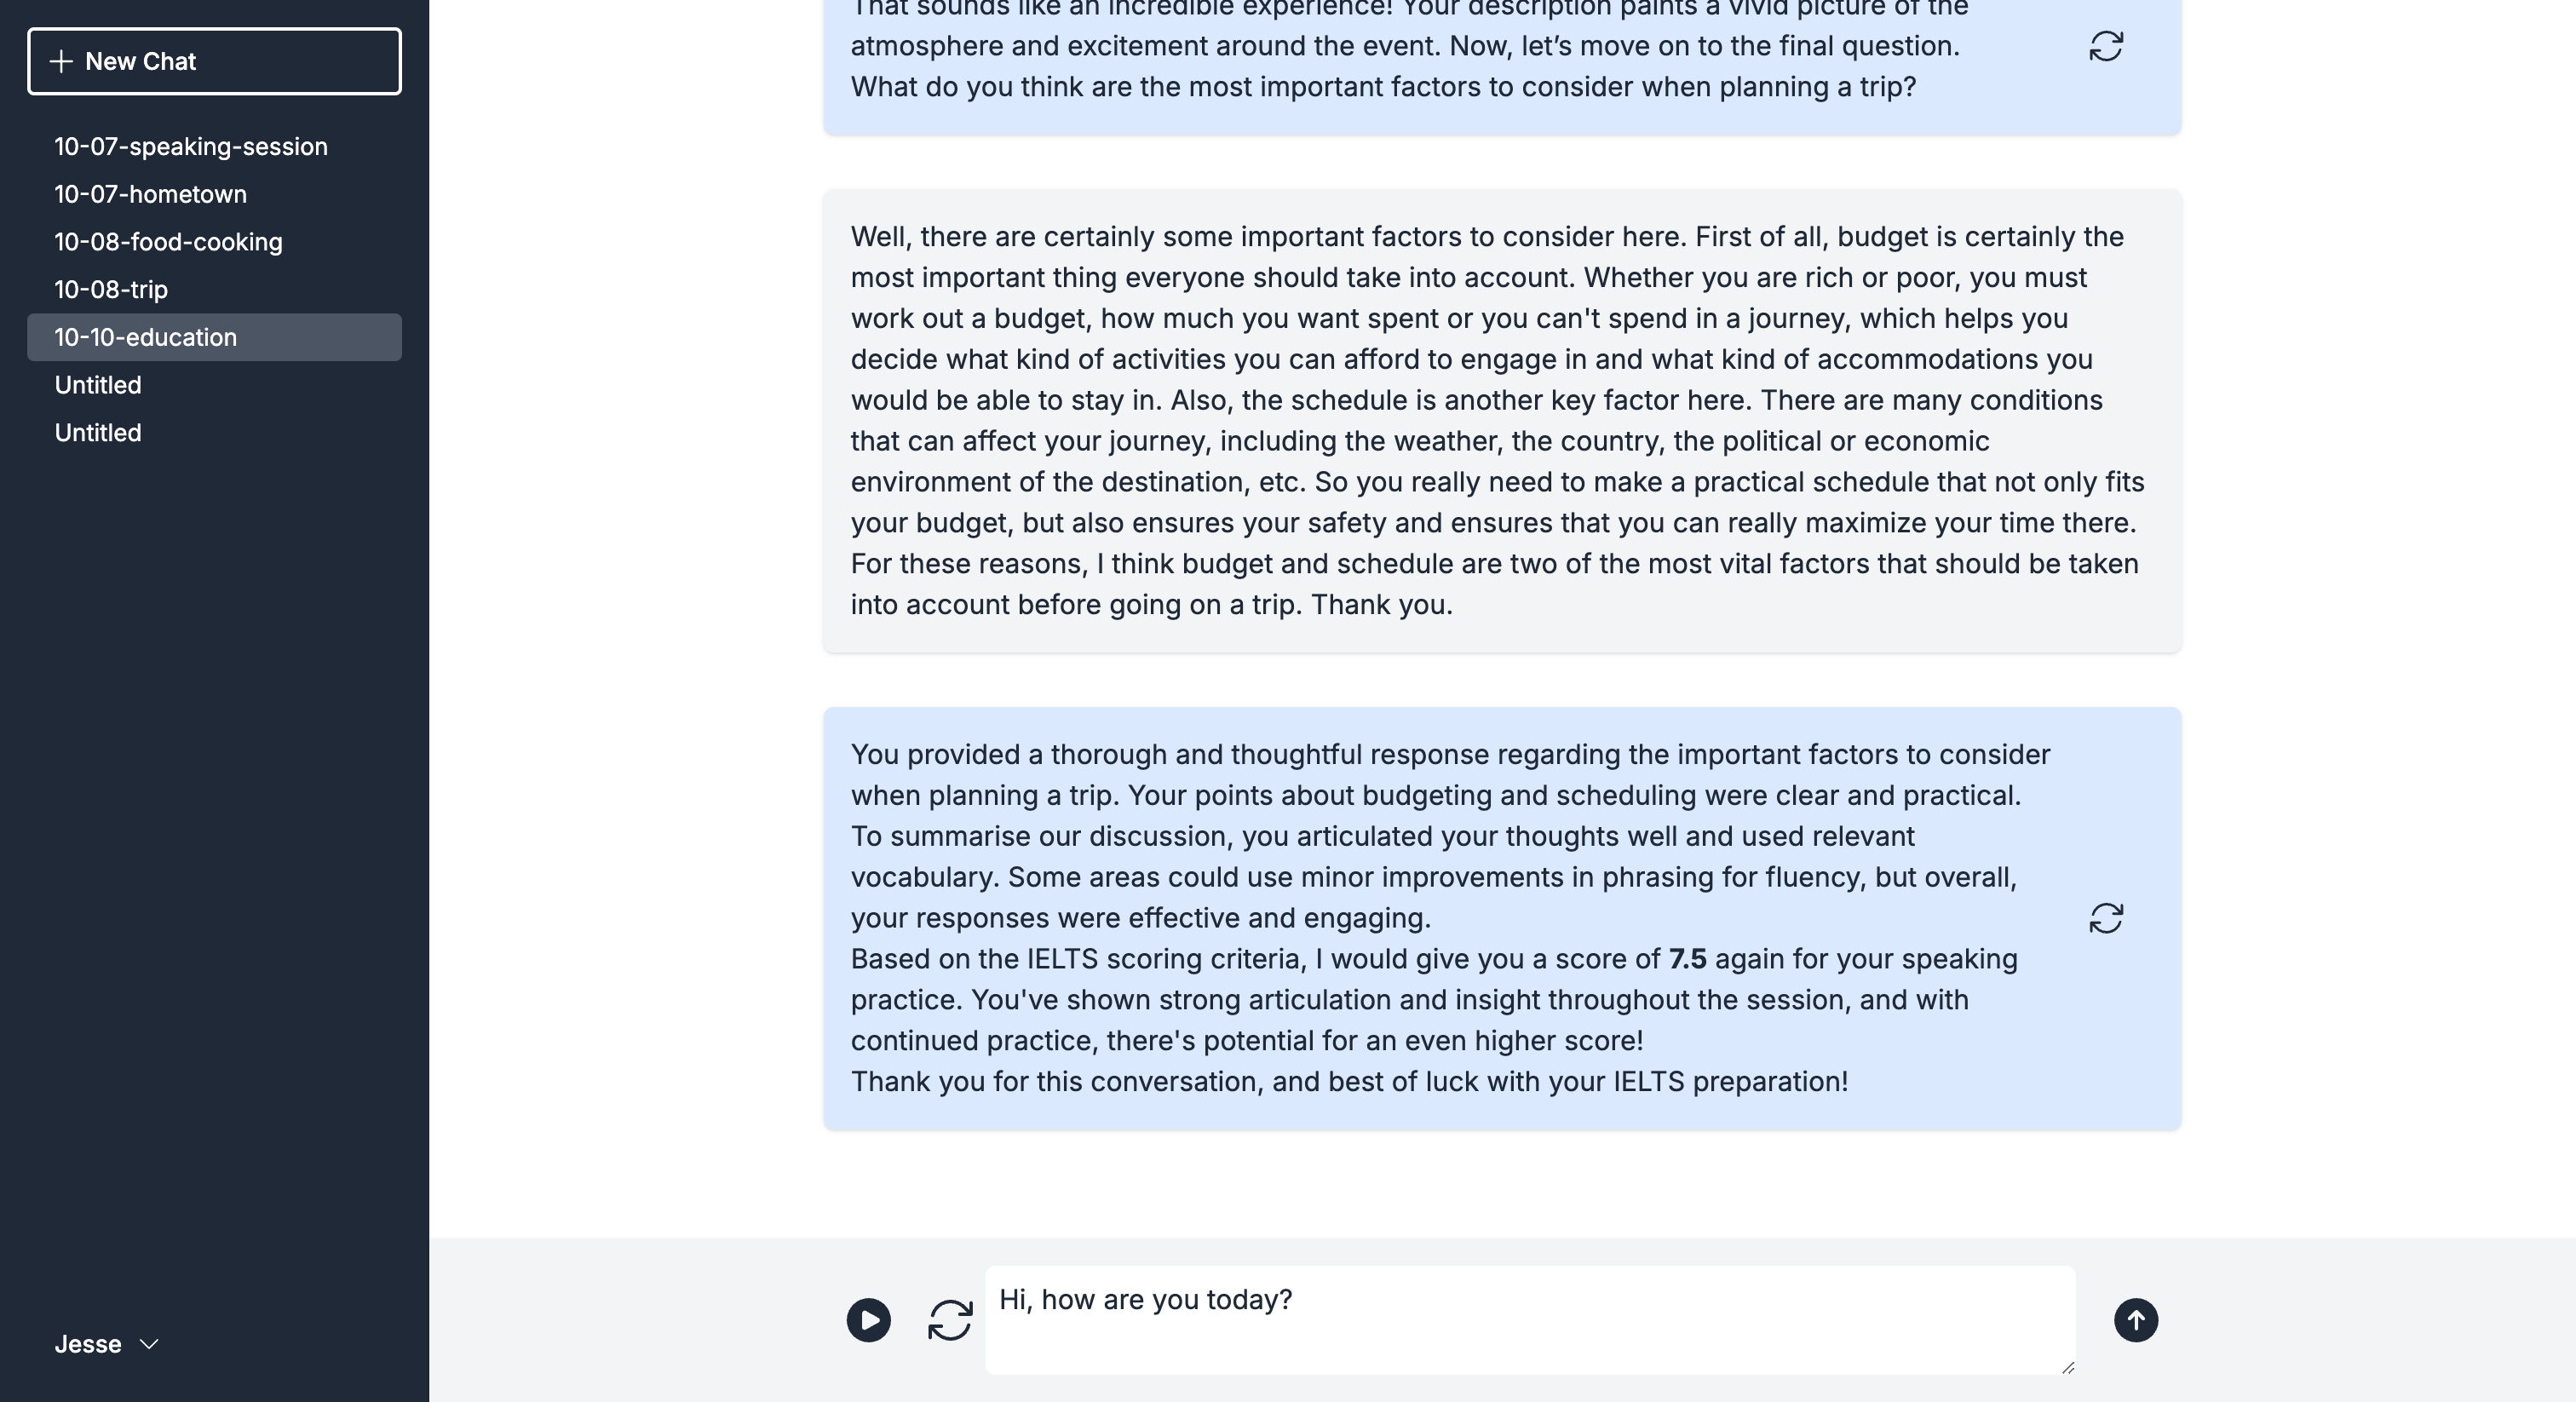 New Chat
10-07-speaking-session
10-07-hometown
10-08-food-cooking
10-08-trip
10-10-education
Untitled
Untitled
Jesse
That sounds like an incredible experience! Your description paints a vivid picture of the
atmosphere and excitement around the event. Now, let’s move on to the final question.
What do you think are the most important factors to consider when planning a trip?
Well, there are certainly some important factors to consider here. First of all, budget is certainly the
most important thing everyone should take into account. Whether you are rich or poor, you must
work out a budget, how much you want spent or you can't spend in a journey, which helps you
decide what kind of activities you can afford to engage in and what kind of accommodations you
would be able to stay in. Also, the schedule is another key factor here. There are many conditions
that can affect your journey, including the weather, the country, the political or economic
environment of the destination, etc. So you really need to make a practical schedule that not only fits
your budget, but also ensures your safety and ensures that you can really maximize your time there.
For these reasons, I think budget and schedule are two of the most vital factors that should be taken
into account before going on a trip. Thank you.
You provided a thorough and thoughtful response regarding the important factors to consider
when planning a trip. Your points about budgeting and scheduling were clear and practical.
To summarise our discussion, you articulated your thoughts well and used relevant
vocabulary. Some areas could use minor improvements in phrasing for fluency, but overall,
your responses were effective and engaging.
Based on the IELTS scoring criteria, I would give you a score of 7.5 again for your speaking
practice. You've shown strong articulation and insight throughout the session, and with
continued practice, there's potential for an even higher score!
Thank you for this conversation, and best of luck with your IELTS preparation!
Hi, how are you today?